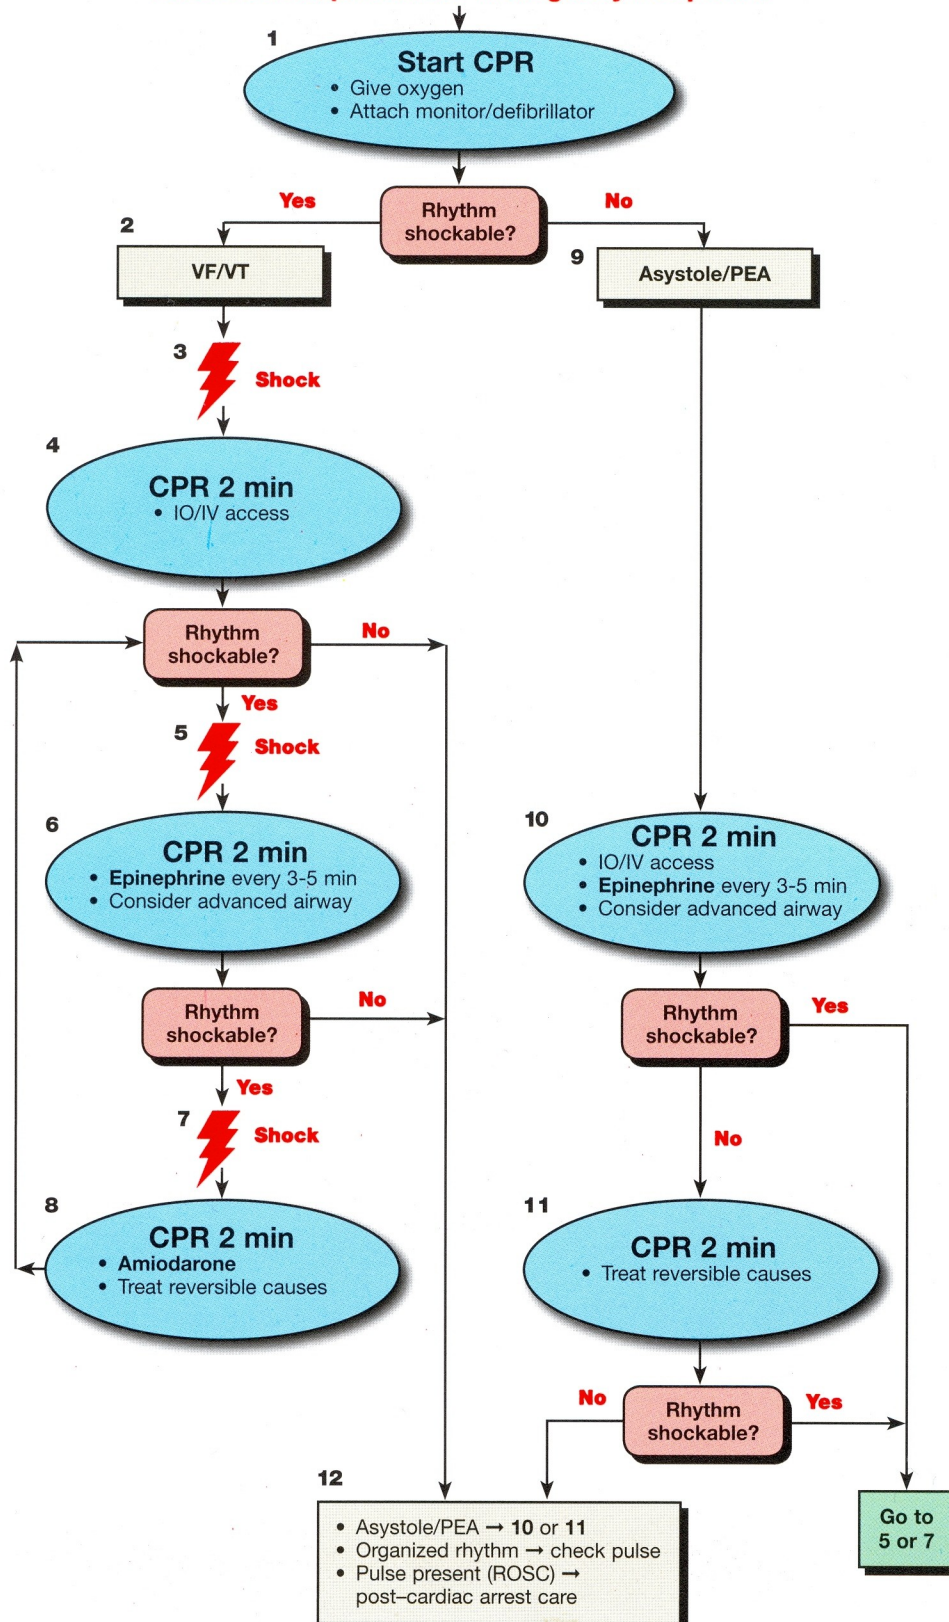 1
Start CPR
• Give oxygen
• Attach monitor/defibrillator
Yes
Rhythm
shockable?
No
2
VF/VT
9
Asystole/PEA
3
Shock
4
CPR 2 min
• IO/IV access
Rhythm
shockable?
No
Yes
5
Shock
6
CPR 2 min
• Epinephrine every 3-5 min
• Consider advanced airway
10
CPR 2 min
• IO/IV access
• Epinephrine every 3-5 min
• Consider advanced airway
Rhythm
shockable?
No
Rhythm
shockable?
Yes
Yes
7
Shock
No
8
CPR 2 min
• Amiodarone
• Treat reversible causes
11
CPR 2 min
• Treat reversible causes
No
Rhythm
shockable?
Yes
12
• Asystole/PEA → 10 or 11
• Organized rhythm → check pulse
• Pulse present (ROSC) →
post–cardiac arrest care
Go to
5 or 7